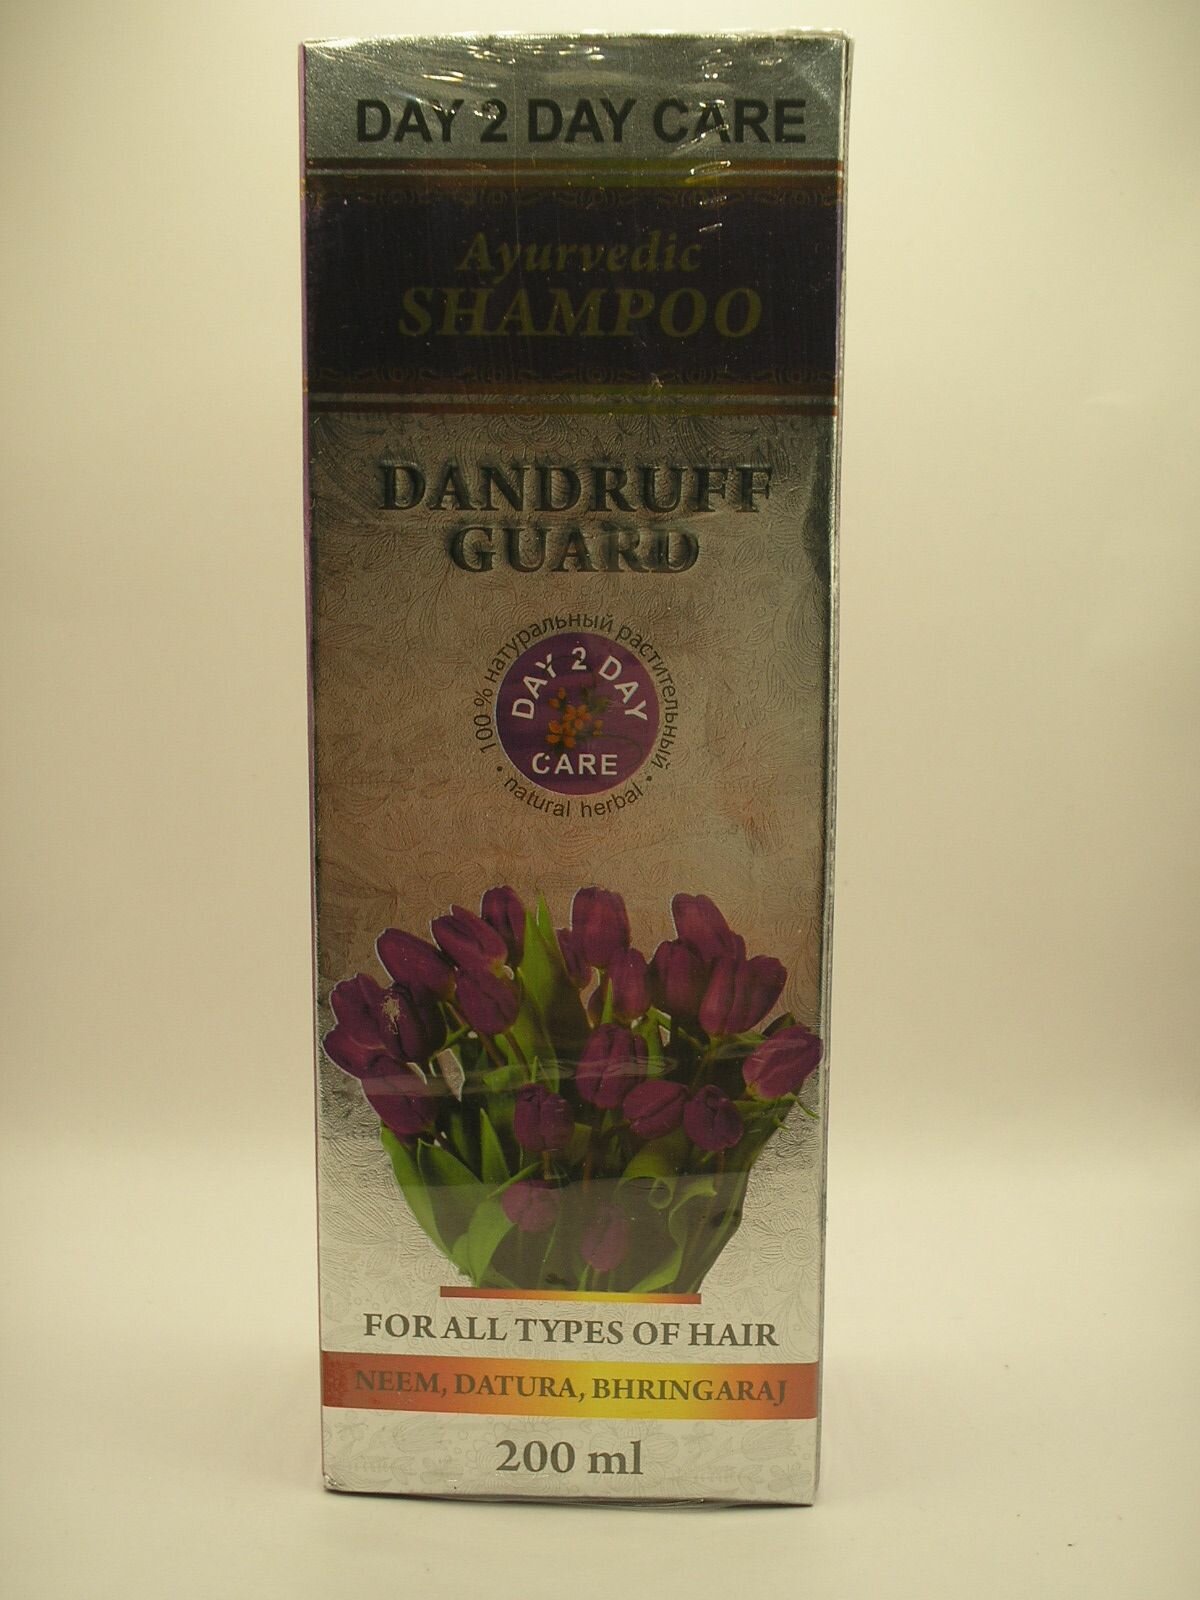 DAY 2 DAY CARE
Ayurvedic
SHAMPOO
DANDRUFF
GUARD
100 % натуральный растительный
DAY 2 DAY
CARE
• natural herbal •
FOR ALL TYPES OF HAIR
NEEM, DATURA, BHRINGARAJ
200 ml